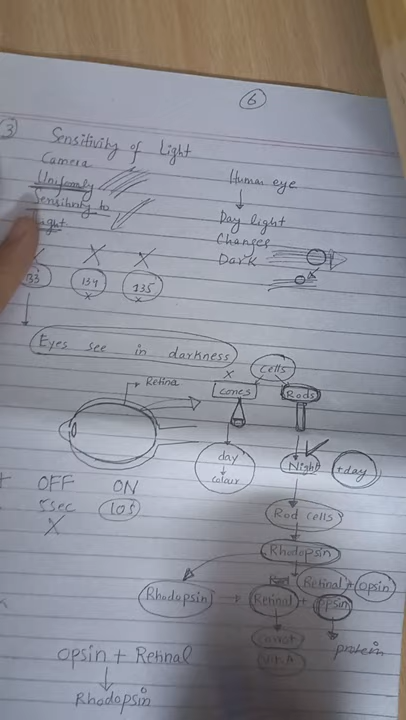 6
3 Sensitivity of Light
Camera
Human eye
Uniformly
Sensitivity to
light
Day light
Changes
Dark
133 134 135
Eyes see in darkness
Cells
Retina
cones Rods
day
colour
Night +day
OFF ON
5sec 10s
Rod cells
Rhodopsin
Retinal + opsin
Rhodopsin → Retinal + opsin
carrot
vit A
protein
Opsin + Retinal
Rhodopsin